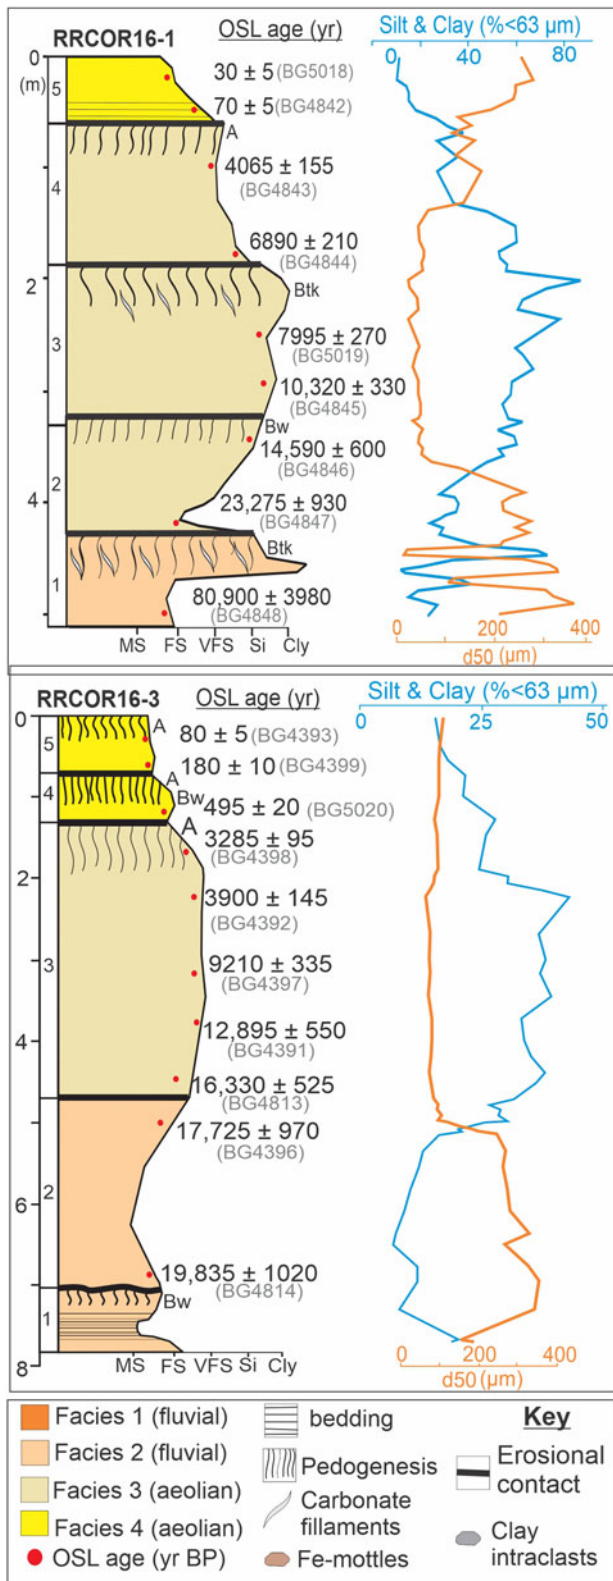 RRCOR16-1
OSL age (yr)
Silt & Clay (%<63 µm)
0 40 80
0
(m)
5
30 ± 5 (BG5018)
70 ± 5 (BG4842)
A
4
4065 ± 155
(BG4843)
6890 ± 210
(BG4844)
2
Btk
3
7995 ± 270
(BG5019)
10,320 ± 330
(BG4845)
Bw
14,590 ± 600
(BG4846)
2
4
23,275 ± 930
(BG4847)
Btk
1
80,900 ± 3980
(BG4848)
MS FS VFS Si Cly
0 200 400
d50 (µm)
RRCOR16-3
OSL age (yr)
Silt & Clay (%<63 µm)
0 25 50
0
A
5
80 ± 5 (BG4393)
180 ± 10 (BG4399)
A
4
Bw
495 ± 20 (BG5020)
A
3285 ± 95
(BG4398)
2
3900 ± 145
(BG4392)
3
9210 ± 335
(BG4397)
12,895 ± 550
(BG4391)
4
16,330 ± 525
(BG4813)
17,725 ± 970
(BG4396)
2
6
19,835 ± 1020
(BG4814)
Bw
1
8
MS FS VFS Si Cly
0 200 400
d50 (µm)
Key
Facies 1 (fluvial)
Facies 2 (fluvial)
Facies 3 (aeolian)
Facies 4 (aeolian)
OSL age (yr BP)
bedding
Pedogenesis
Carbonate
fillaments
Fe-mottles
Erosional
contact
Clay
intraclasts